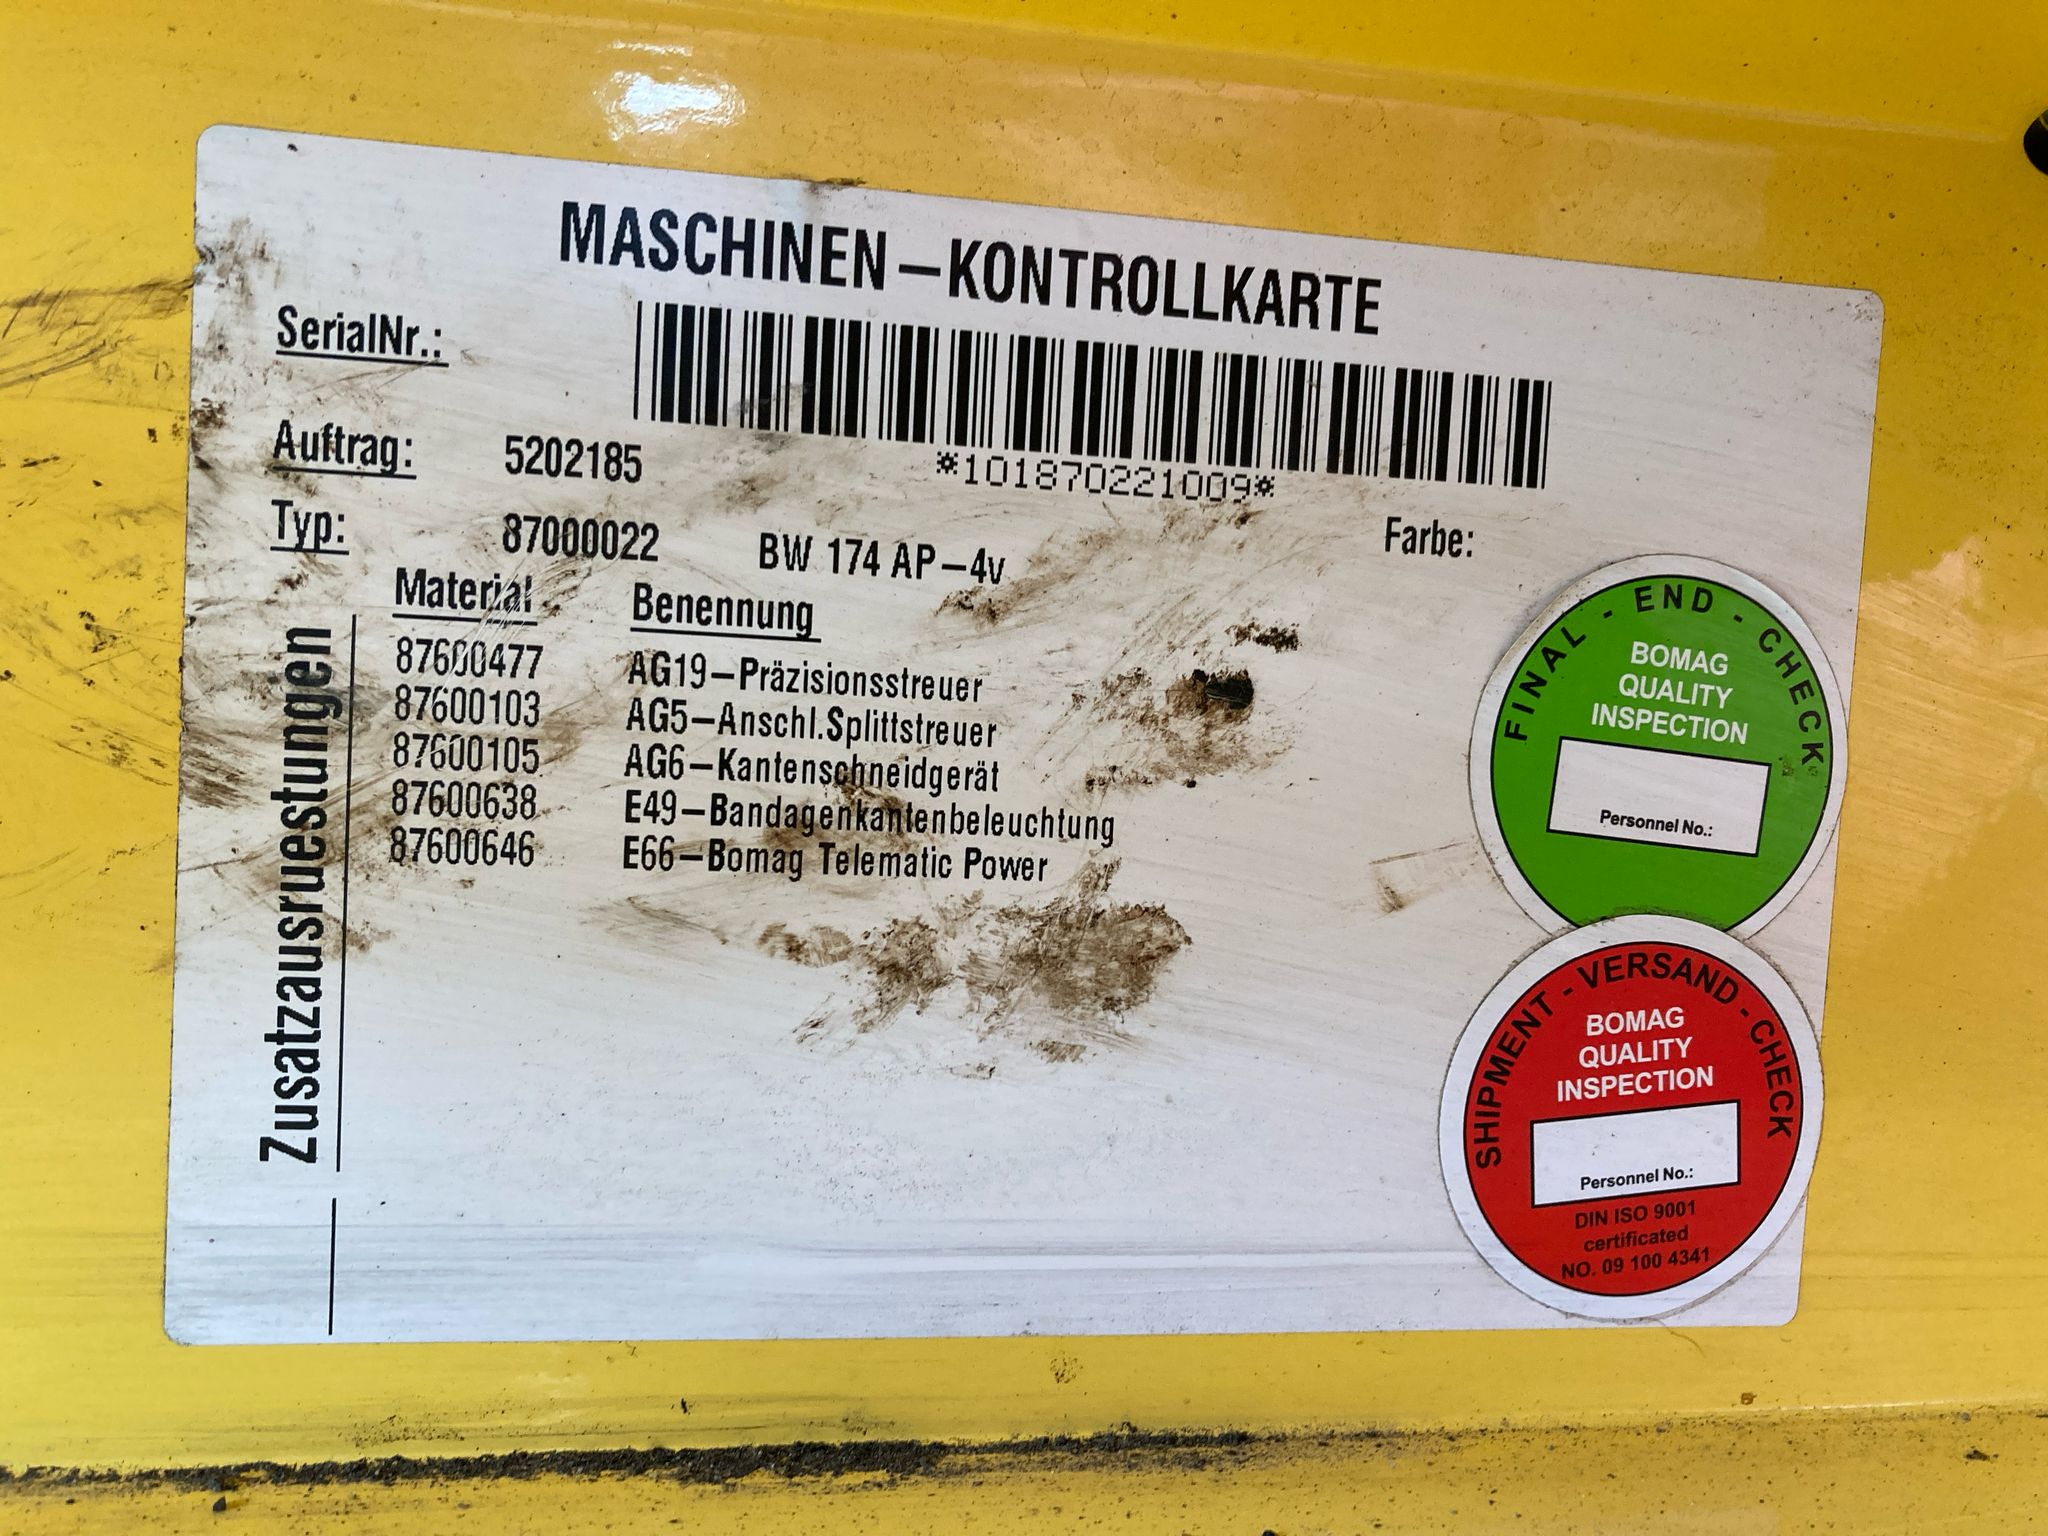 MASCHINEN – KONTROLLKARTE
SerialNr.:
*101870221009*
Auftrag: 5202185
Typ: 87000022 BW 174 AP – 4v Farbe:
Zusatzausruestungen
Material Benennung
87600477 AG19 – Präzisionsstreuer
87600103 AG5 – Anschl.Splittstreuer
87600105 AG6 – Kantenschneidgerät
87600638 E49 – Bandagenkantenbeleuchtung
87600646 E66 – Bomag Telematic Power
FINAL - END - CHECK
BOMAG
QUALITY
INSPECTION
Personnel No.:
SHIPMENT - VERSAND - CHECK
BOMAG
QUALITY
INSPECTION
Personnel No.:
DIN ISO 9001
certificated
NO. 09 100 4341